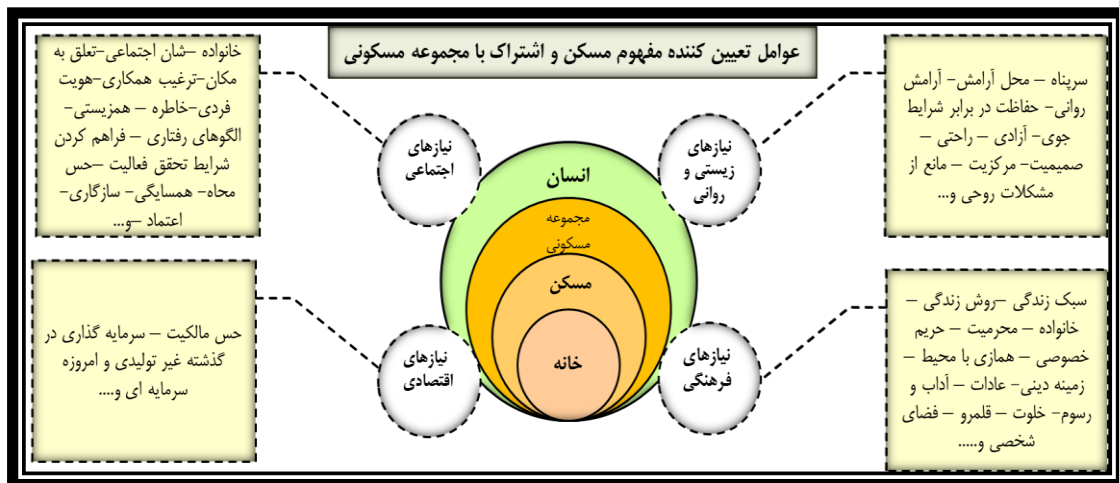 عوامل تعیین کننده مفهوم مسکن و اشتراک با مجموعه مسکونی
سرپناه – محل آرامش- آرامش
روانی- حفاظت در برابر شرایط
جوی- آزادی – راحتی –
صمیمیت- مرکزیت – مانع از
مشکلات روحی و...
نیازهای
زیستی و
روانی
خانواده –شان اجتماعی-تعلق به
مکان-ترغیب همکاری-هویت
فردی-خاطره – همزیستی-
الگوهای رفتاری – فراهم کردن
شرایط تحقق فعالیت –حس
محاه- همسایگی- سازگاری-
اعتماد –و...
نیازهای
اجتماعی
انسان
مجموعه
مسکونی
مسکن
خانه
سبک زندگی –روش زندگی –
خانواده – محرمیت – حریم
خصوصی – همازی با محیط –
زمینه دینی- عادات – آداب و
رسوم- خلوت – قلمرو – فضای
شخصی و.....
نیازهای
فرهنگی
حس مالکیت – سرمایه گذاری در
گذشته غیر تولیدی و امروزه
سرمایه ای و....
نیازهای
اقتصادی